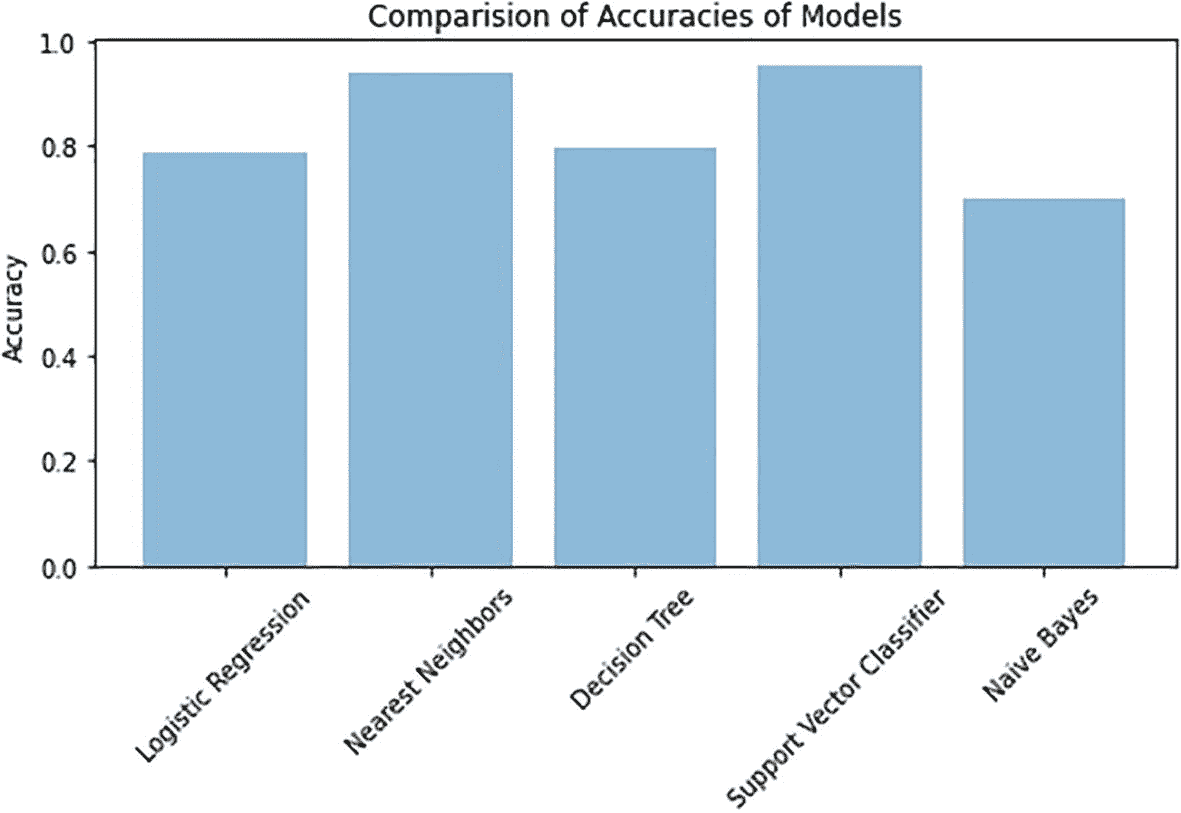 Comparision of Accuracies of Models
1.0
0.8
0.6
0.4
0.2
0.0
Accuracy
Logistic Regression
Nearest Neighbors
Decision Tree
Support Vector Classifier
Naive Bayes